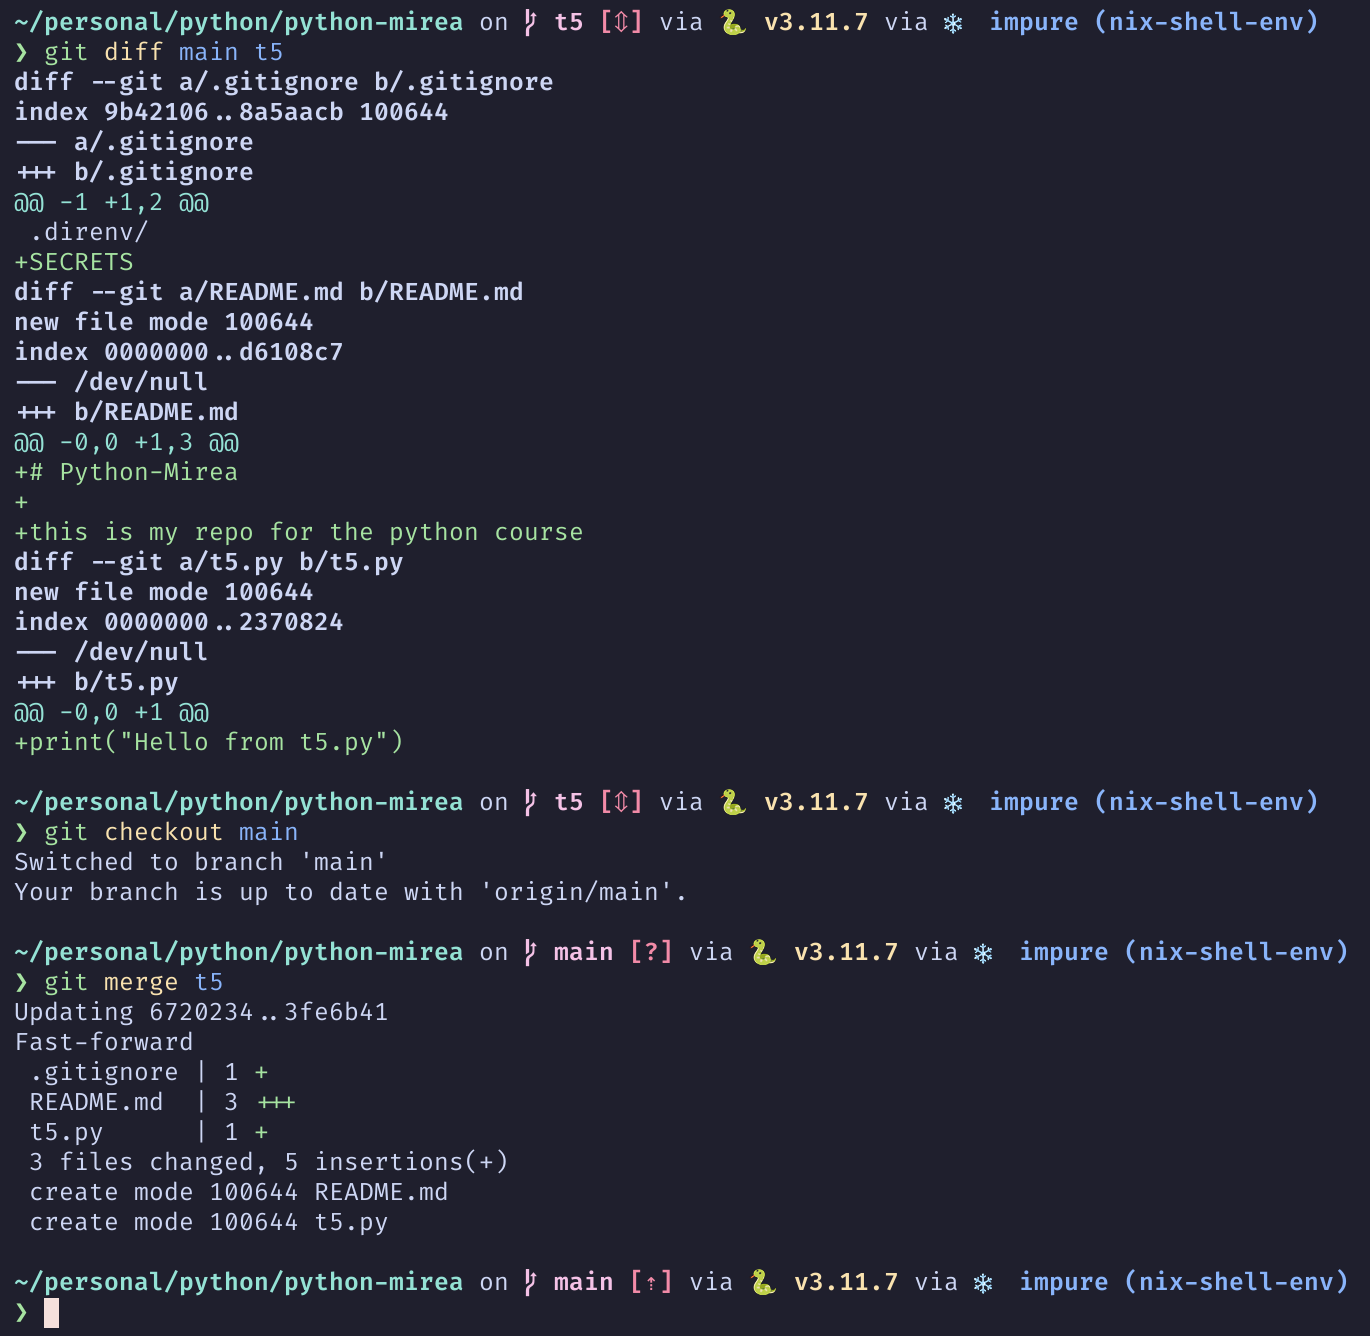 ~/personal/python/python-mirea on t5 [⇕] via 🐍 v3.11.7 via ❄ impure (nix-shell-env)
❯ git diff main t5
diff --git a/.gitignore b/.gitignore
index 9b42106..8a5aacb 100644
--- a/.gitignore
+++ b/.gitignore
@@ -1 +1,2 @@
 .direnv/
+SECRETS
diff --git a/README.md b/README.md
new file mode 100644
index 0000000..d6108c7
--- /dev/null
+++ b/README.md
@@ -0,0 +1,3 @@
+# Python-Mirea
+
+this is my repo for the python course
diff --git a/t5.py b/t5.py
new file mode 100644
index 0000000..2370824
--- /dev/null
+++ b/t5.py
@@ -0,0 +1 @@
+print("Hello from t5.py")
~/personal/python/python-mirea on t5 [⇕] via 🐍 v3.11.7 via ❄ impure (nix-shell-env)
❯ git checkout main
Switched to branch 'main'
Your branch is up to date with 'origin/main'.
~/personal/python/python-mirea on main [?] via 🐍 v3.11.7 via ❄ impure (nix-shell-env)
❯ git merge t5
Updating 6720234..3fe6b41
Fast-forward
 .gitignore | 1 +
 README.md  | 3 +++
 t5.py      | 1 +
 3 files changed, 5 insertions(+)
 create mode 100644 README.md
 create mode 100644 t5.py
~/personal/python/python-mirea on main [⇡] via 🐍 v3.11.7 via ❄ impure (nix-shell-env)
❯